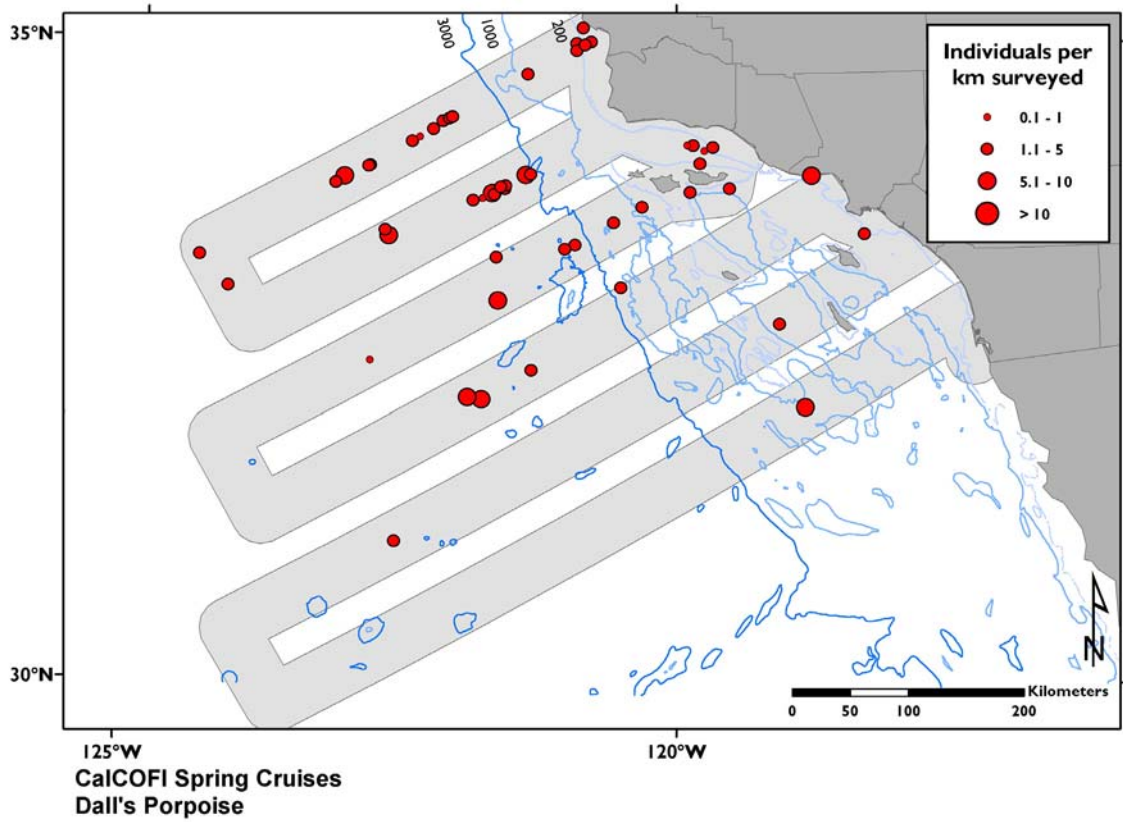 35°N
3000
1000
200
Individuals per
km surveyed
0.1 - 1
1.1 - 5
5.1 - 10
> 10
N
30°N
Kilometers
0 50 100 200
125°W 120°W
CalCOFI Spring Cruises
Dall's Porpoise